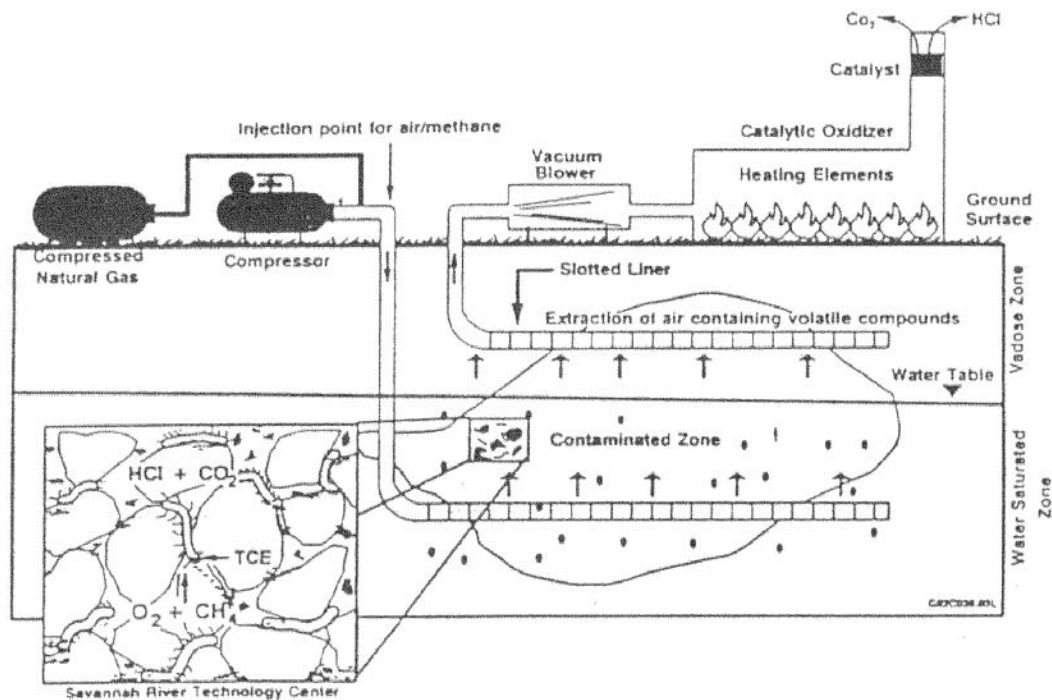 Co₂ HCl
Catalyst
Injection point for air/methane
Catalytic Oxidizer
Vacuum
Blower
Heating Elements
Ground
Surface
Compressed
Natural Gas
Compressor
Slotted Liner
Extraction of air containing volatile compounds
Vadose Zone
Water Table
Contaminated Zone
Water Saturated
Zone
HCl + CO₂
TCE
O₂ + CH
Savannah River Technology Center